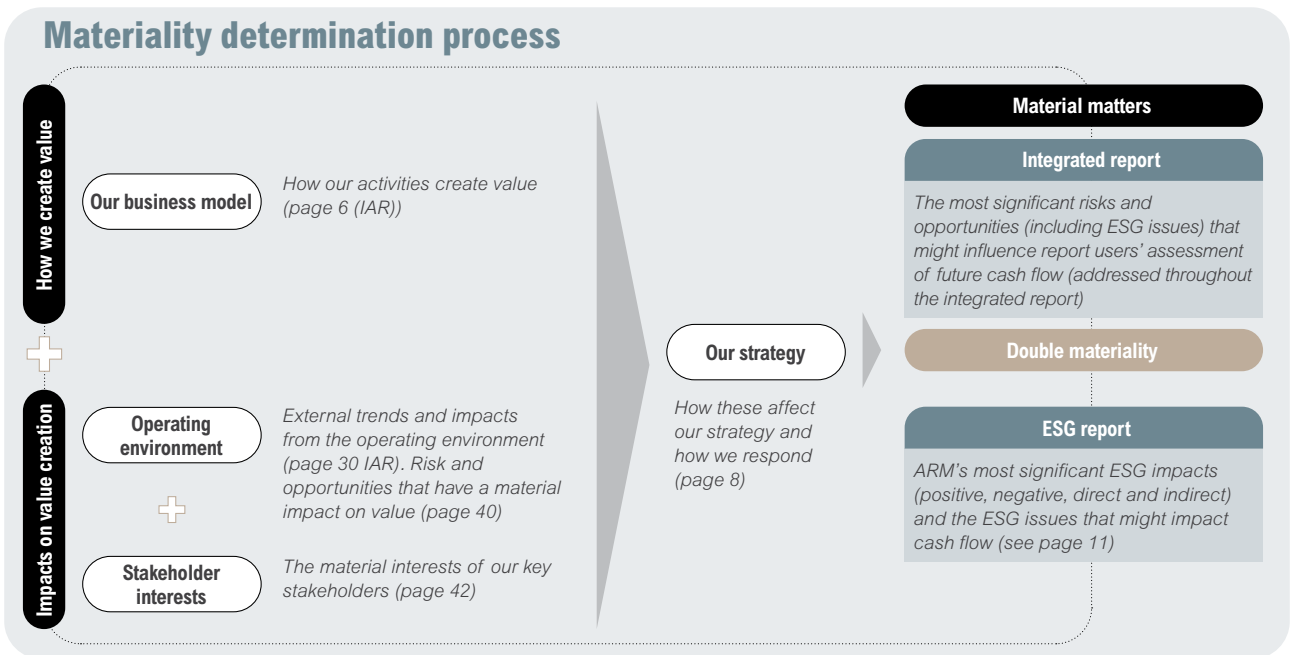 Materiality determination process
How we create value
Our business model
How our activities create value
(page 6 (IAR))
Impacts on value creation
Operating
environment
External trends and impacts
from the operating environment
(page 30 IAR). Risk and
opportunities that have a material
impact on value (page 40)
Stakeholder
interests
The material interests of our key
stakeholders (page 42)
Our strategy
How these affect
our strategy and
how we respond
(page 8)
Material matters
Integrated report
The most significant risks and
opportunities (including ESG issues) that
might influence report users’ assessment
of future cash flow (addressed throughout
the integrated report)
Double materiality
ESG report
ARM’s most significant ESG impacts
(positive, negative, direct and indirect)
and the ESG issues that might impact
cash flow (see page 11)